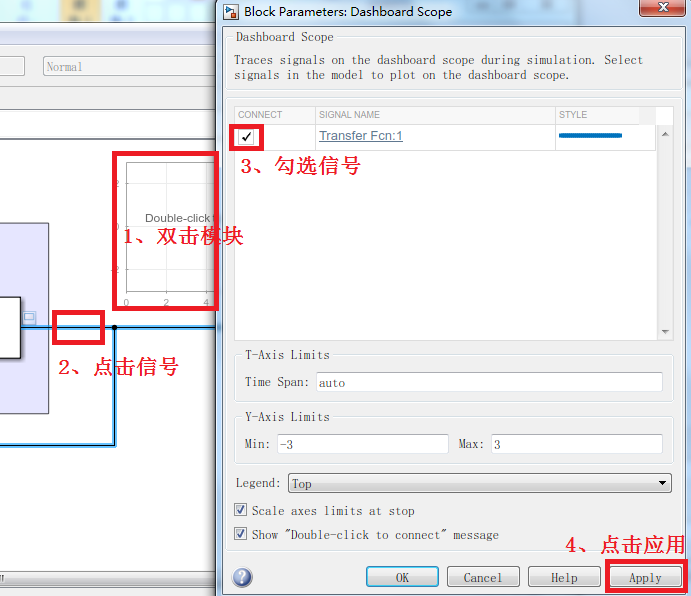 Block Parameters: Dashboard Scope
Normal
Dashboard Scope
Traces signals on the dashboard scope during simulation. Select
signals in the model to plot on the dashboard scope.
CONNECT SIGNAL NAME STYLE
Transfer Fcn:1
3、勾选信号
Double-click
1、双击模块
0 2 4
2、点击信号
T-Axis Limits
Time Span: auto
Y-Axis Limits
Min: -3 Max: 3
Legend: Top
Scale axes limits at stop
Show "Double-click to connect" message
4、点击应用
OK Cancel Help Apply